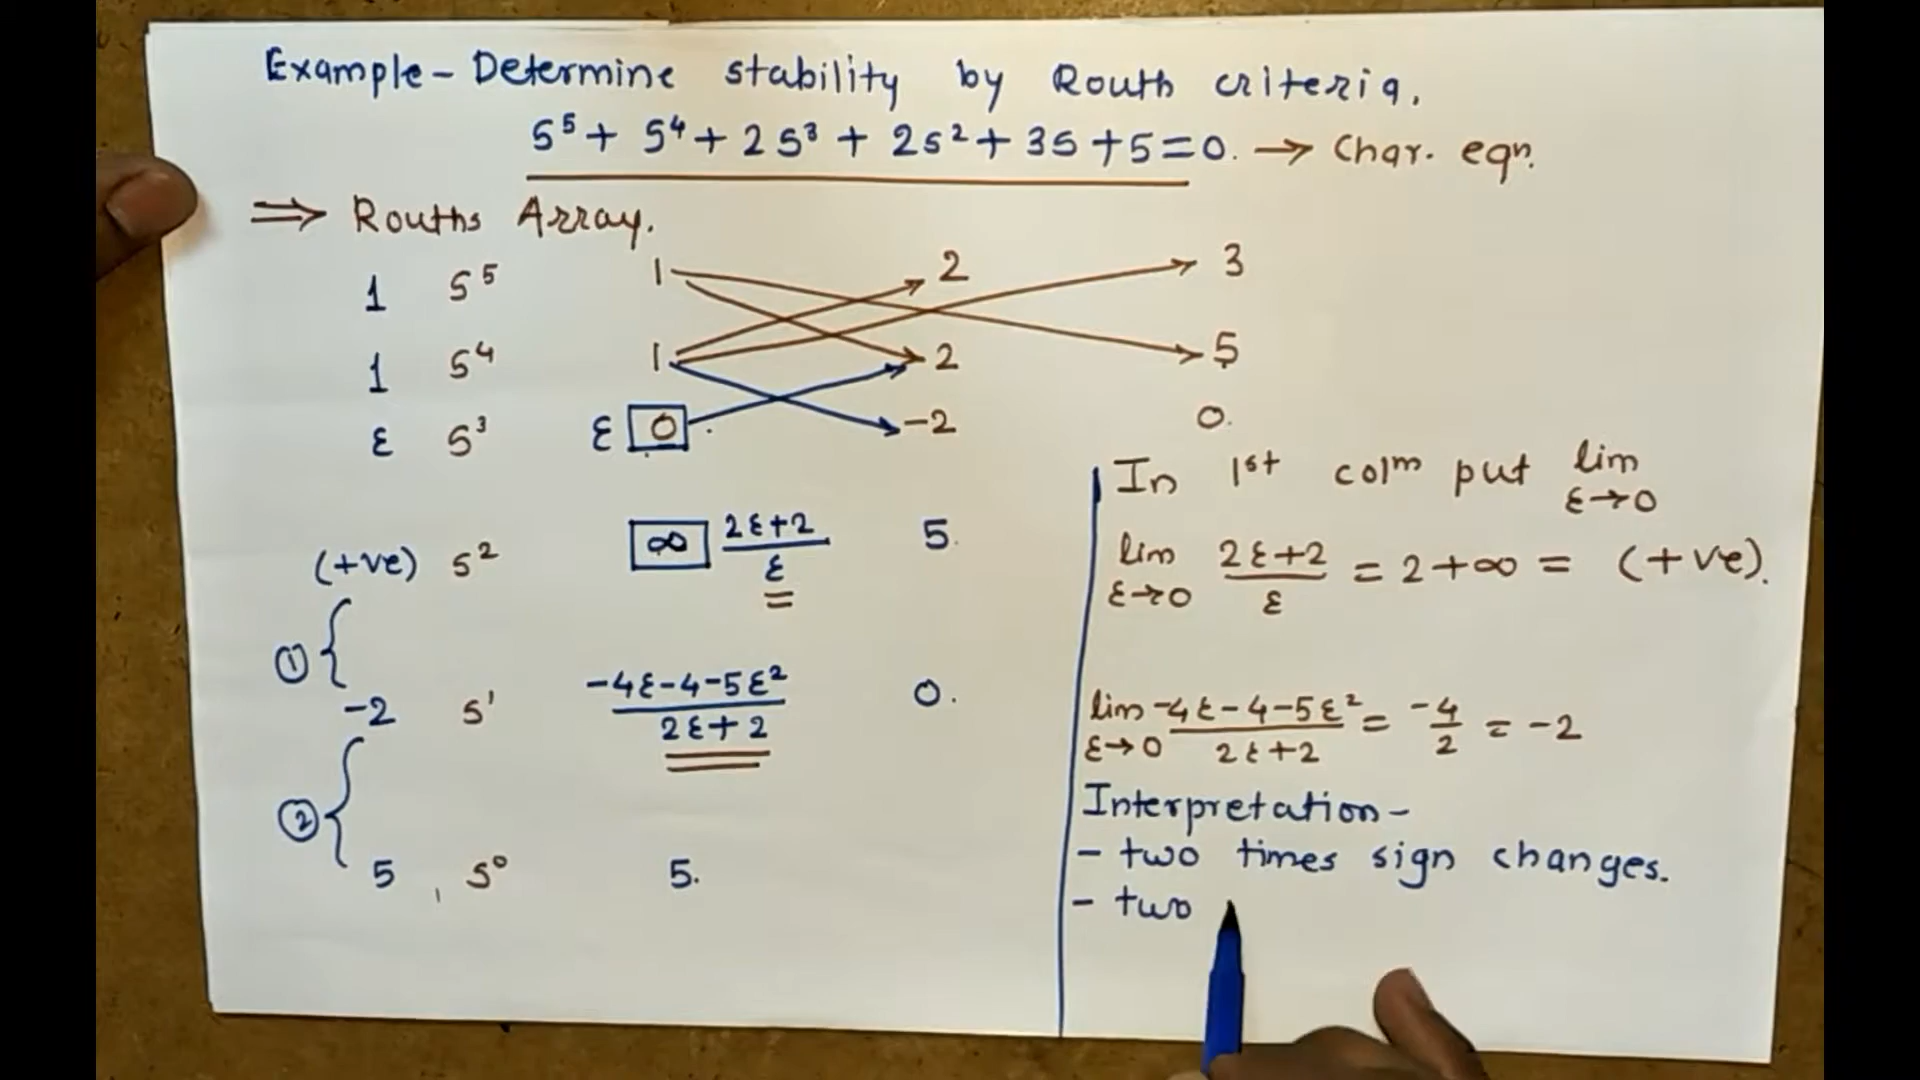 Example - Determine stability by Routh criteria.
S⁵ + S⁴ + 2S³ + 2S² + 3S + 5 = 0. → Char. eqⁿ.
⇒ Rouths Array.
1 S⁵ 1 2 3
1 S⁴ 1 2 5
ε S³ ε 0 -2 0.
(+ve) S² ∞ (2ε+2)/ε 5.
①
-2 S¹ (-4ε-4-5ε²)/(2ε+2) 0.
②
5 S⁰ 5.
In 1st colm put lim ε→0
lim ε→0 (2ε+2)/ε = 2+∞ = (+ve).
lim ε→0 (-4ε-4-5ε²)/(2ε+2) = -4/2 = -2
Interpretation -
- two times sign changes.
- two